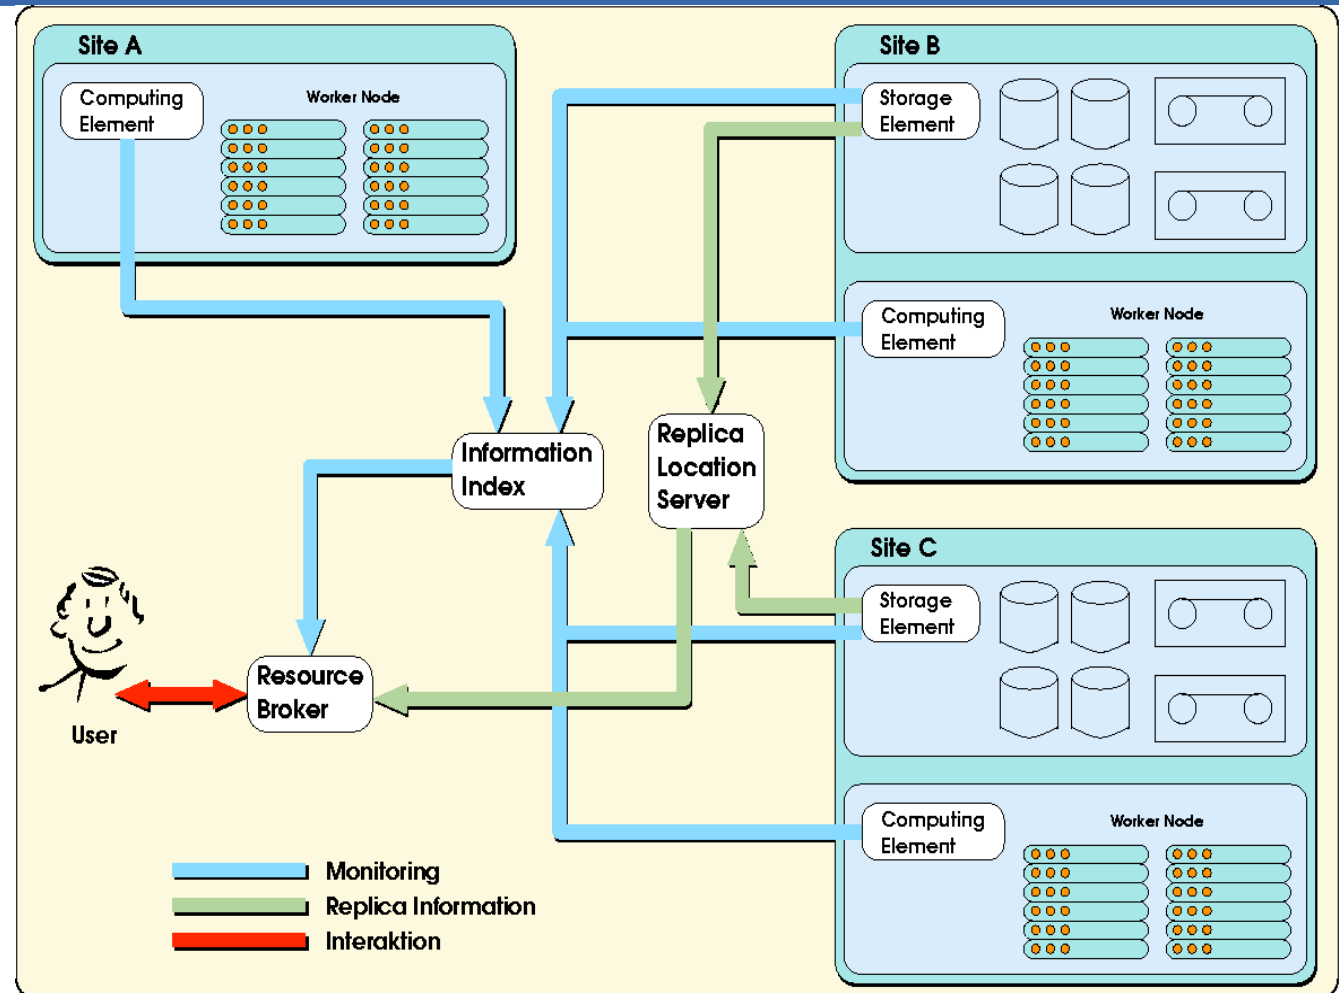 Site A
Computing
Element
Worker Node
Site B
Storage
Element
Computing
Element
Worker Node
Information
Index
Replica
Location
Server
Site C
Storage
Element
Computing
Element
Worker Node
Resource
Broker
User
Monitoring
Replica Information
Interaktion